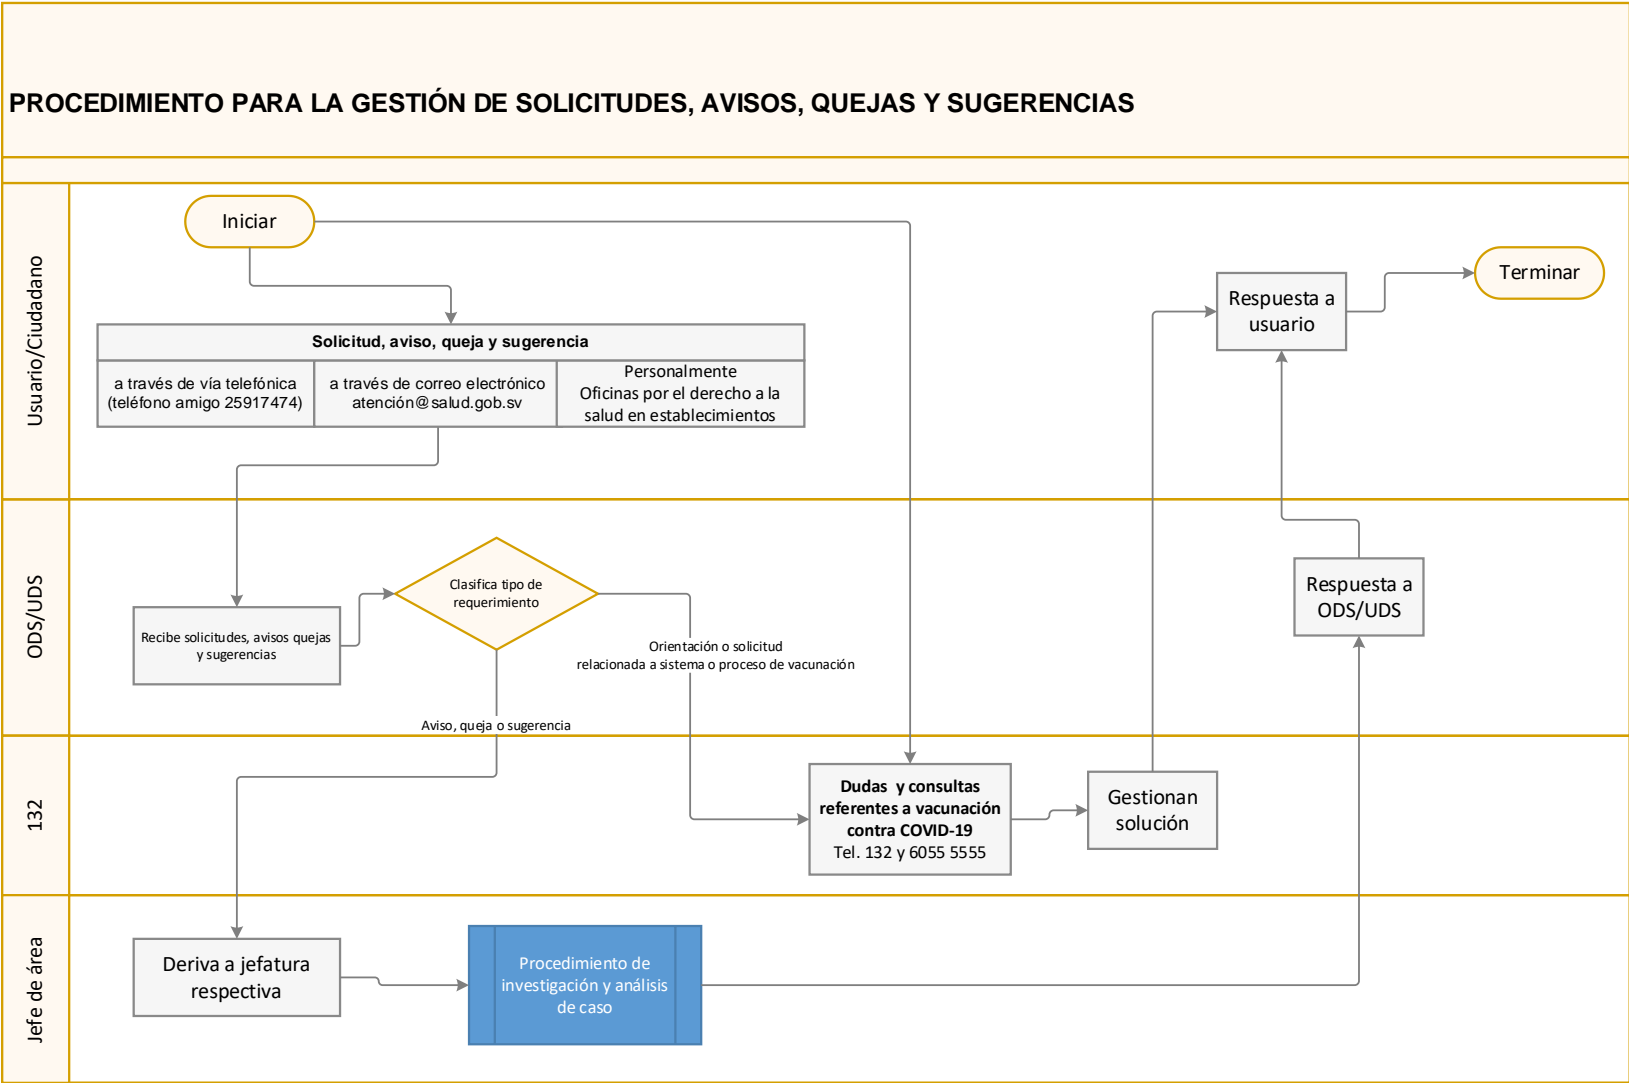 PROCEDIMIENTO PARA LA GESTIÓN DE SOLICITUDES, AVISOS, QUEJAS Y SUGERENCIAS
Usuario/Ciudadano
Iniciar
Solicitud, aviso, queja y sugerencia
a través de vía telefónica
(teléfono amigo 25917474)
a través de correo electrónico
atención@salud.gob.sv
Personalmente
Oficinas por el derecho a la
salud en establecimientos
Respuesta a
usuario
Terminar
ODS/UDS
Recibe solicitudes, avisos quejas
y sugerencias
Clasifica tipo de
requerimiento
Orientación o solicitud
relacionada a sistema o proceso de vacunación
Aviso, queja o sugerencia
Respuesta a
ODS/UDS
132
Dudas y consultas
referentes a vacunación
contra COVID-19
Tel. 132 y 6055 5555
Gestionan
solución
Jefe de área
Deriva a jefatura
respectiva
Procedimiento de
investigación y análisis
de caso